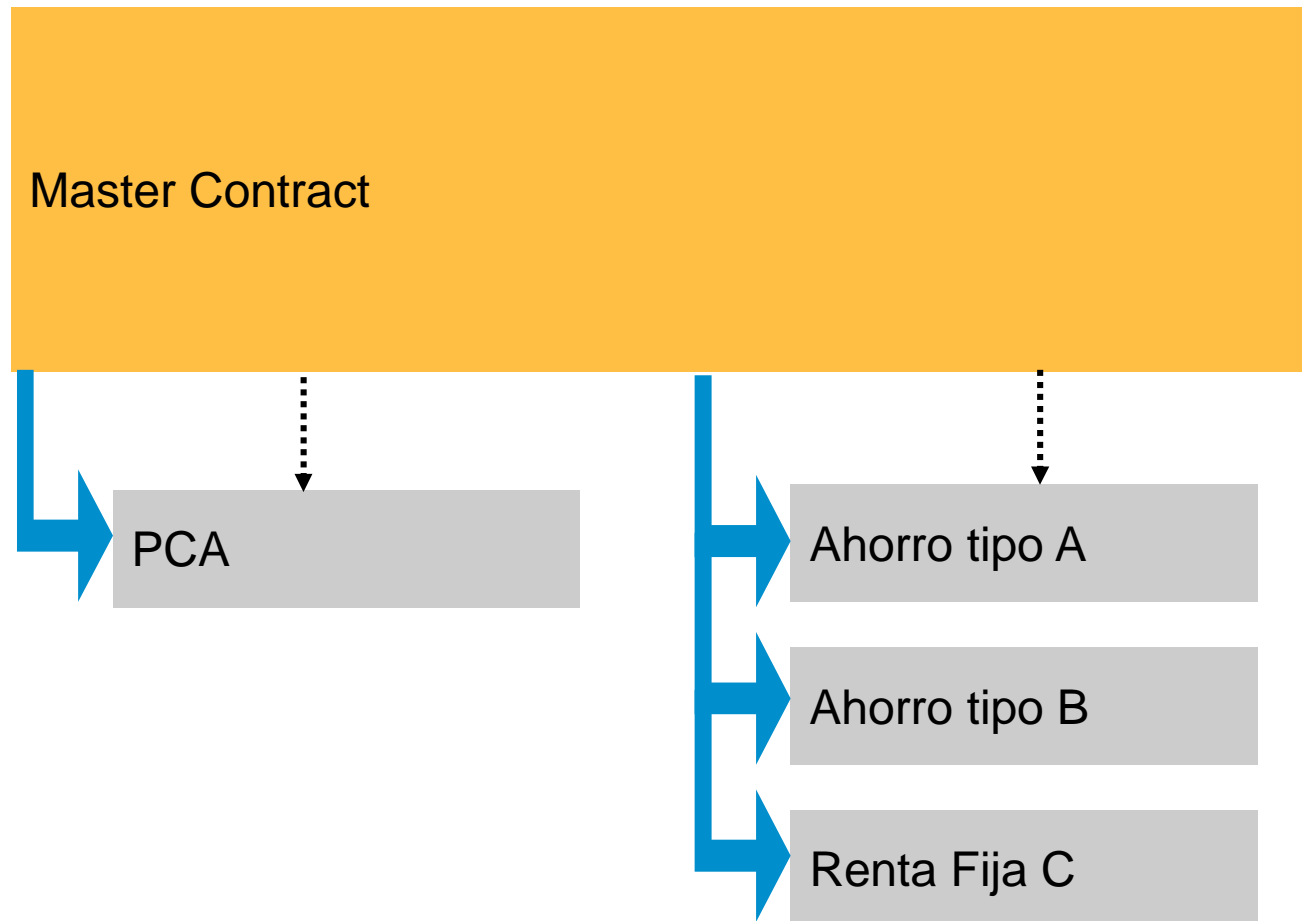 Master Contract
PCA
Ahorro tipo A
Ahorro tipo B
Renta Fija C